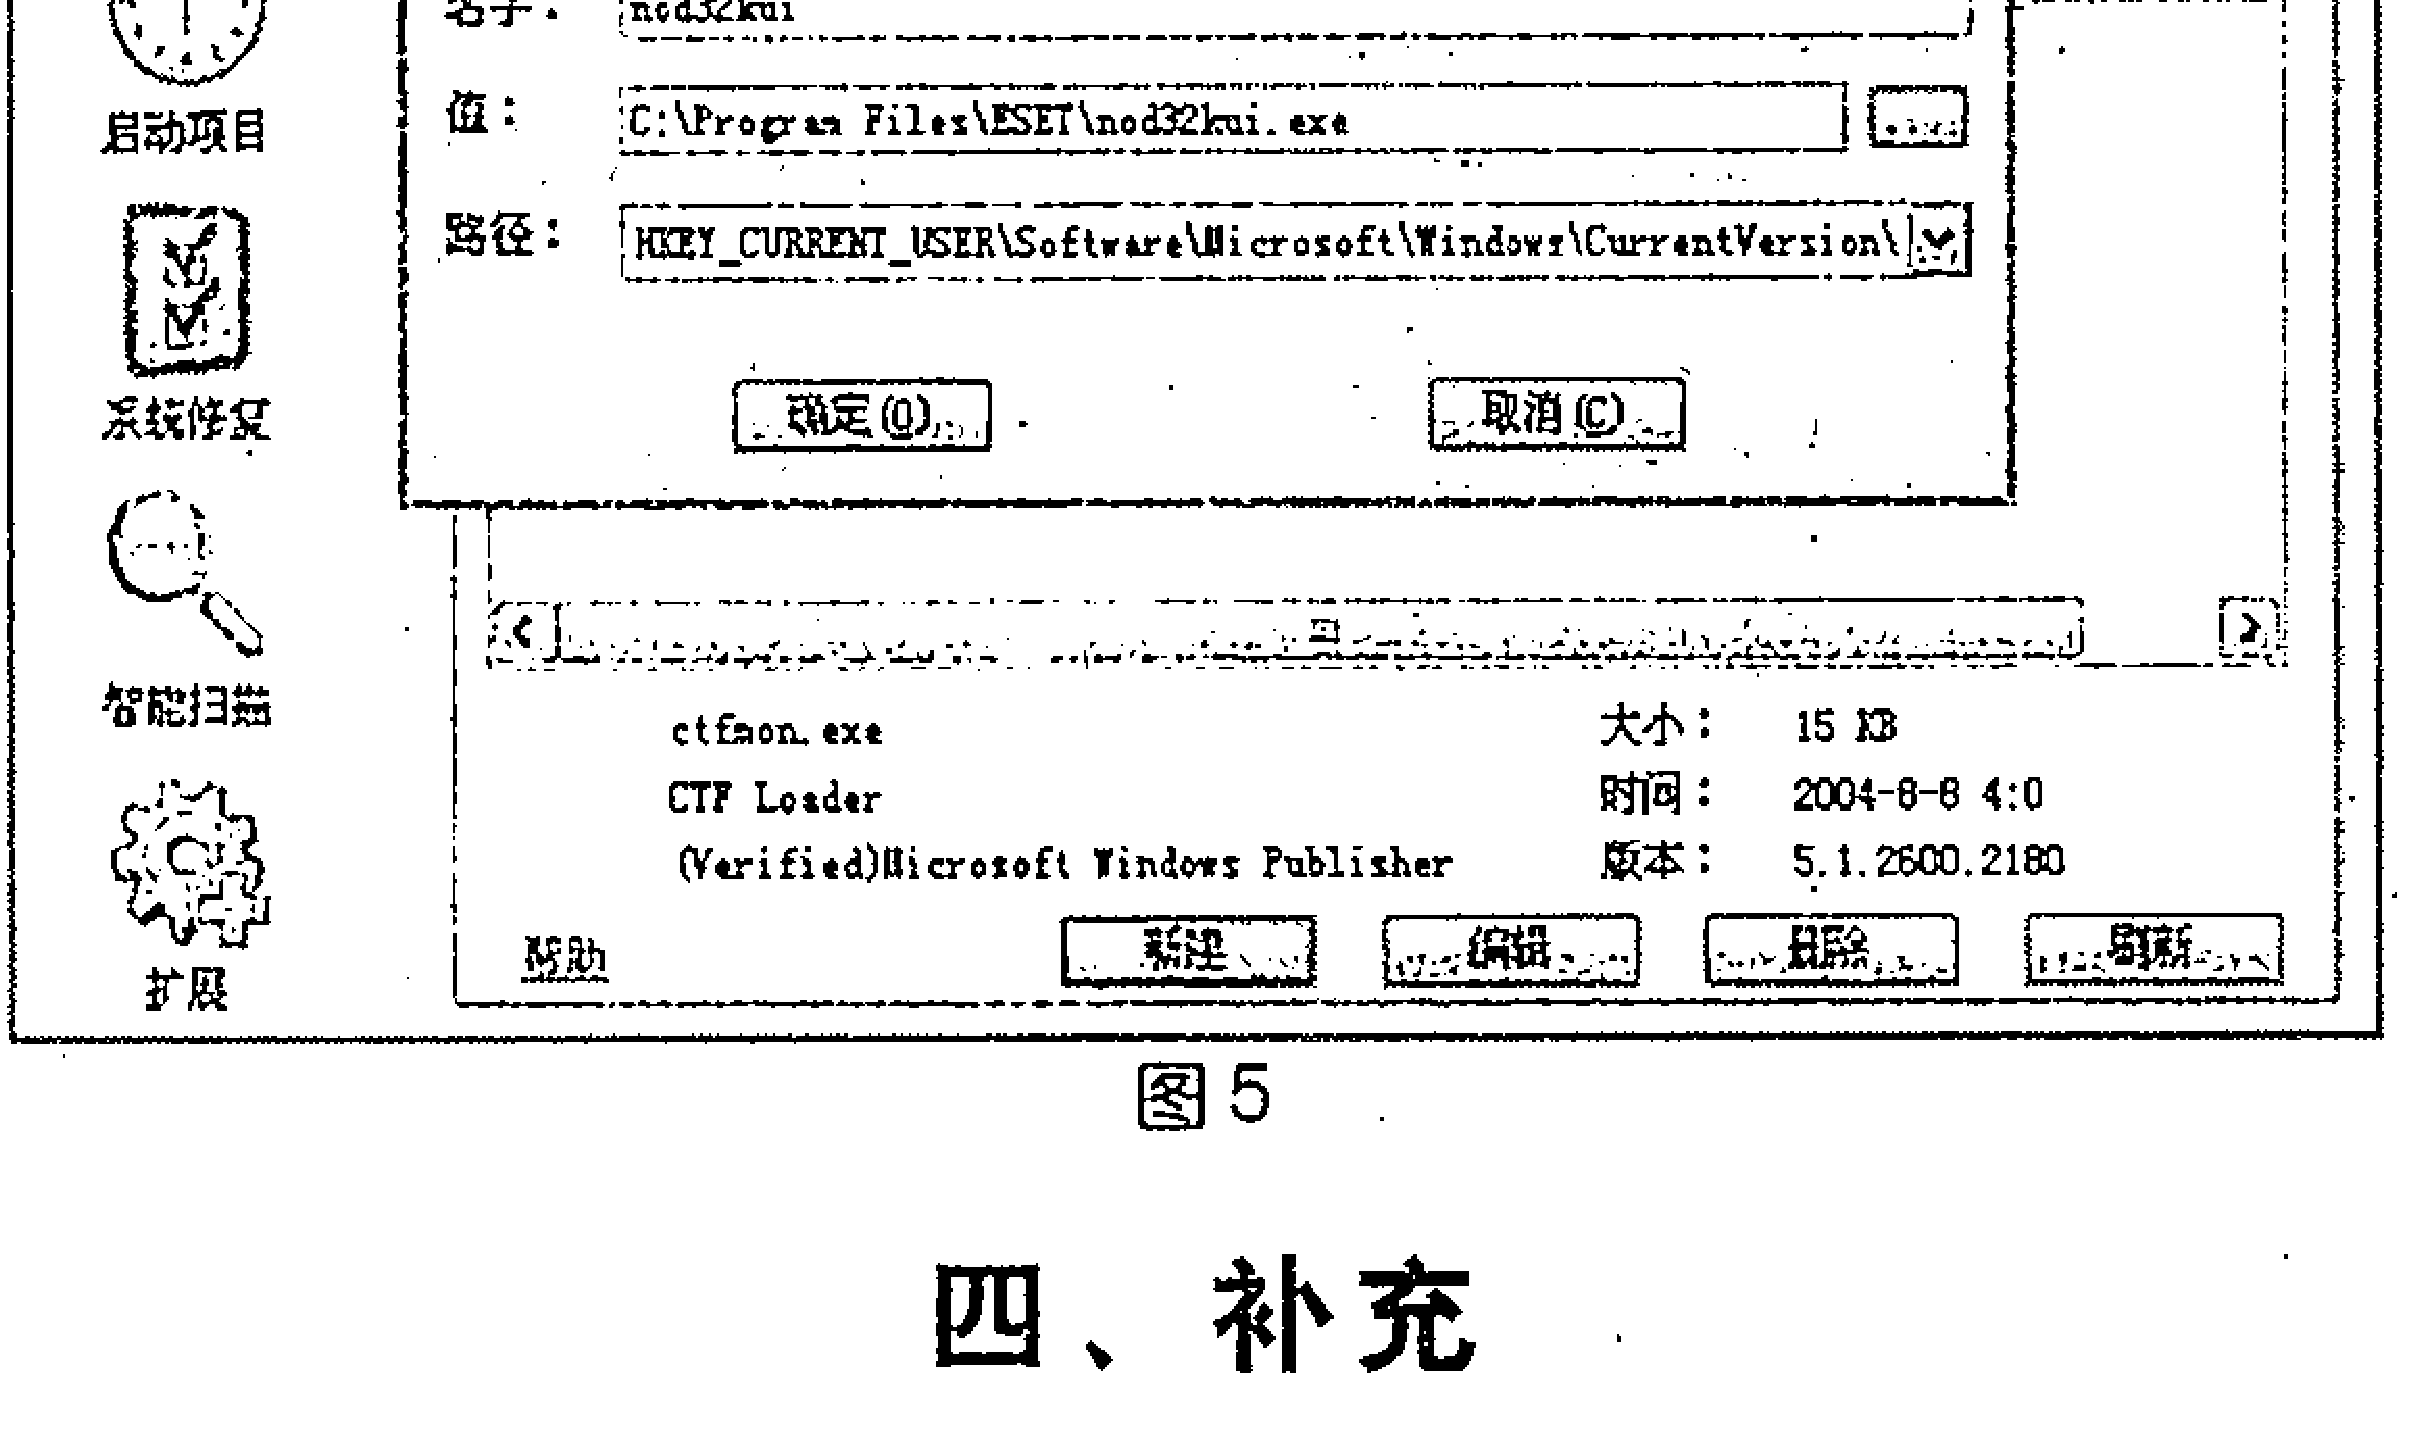 名字： nod32kui
值： C:\Program Files\ESET\nod32kui.exe ...
路径： HKEY_CURRENT_USER\Software\Microsoft\Windows\CurrentVersion\
确定(O) 取消(C)
启动项目
系统修复
智能扫描
扩展
ctfmon.exe 大小： 15 KB
CTF Loader 时间： 2004-8-8 4:0
(Verified)Microsoft Windows Publisher 版本： 5.1.2600.2180
帮助 新建 编辑 删除 刷新
图 5
四、补充